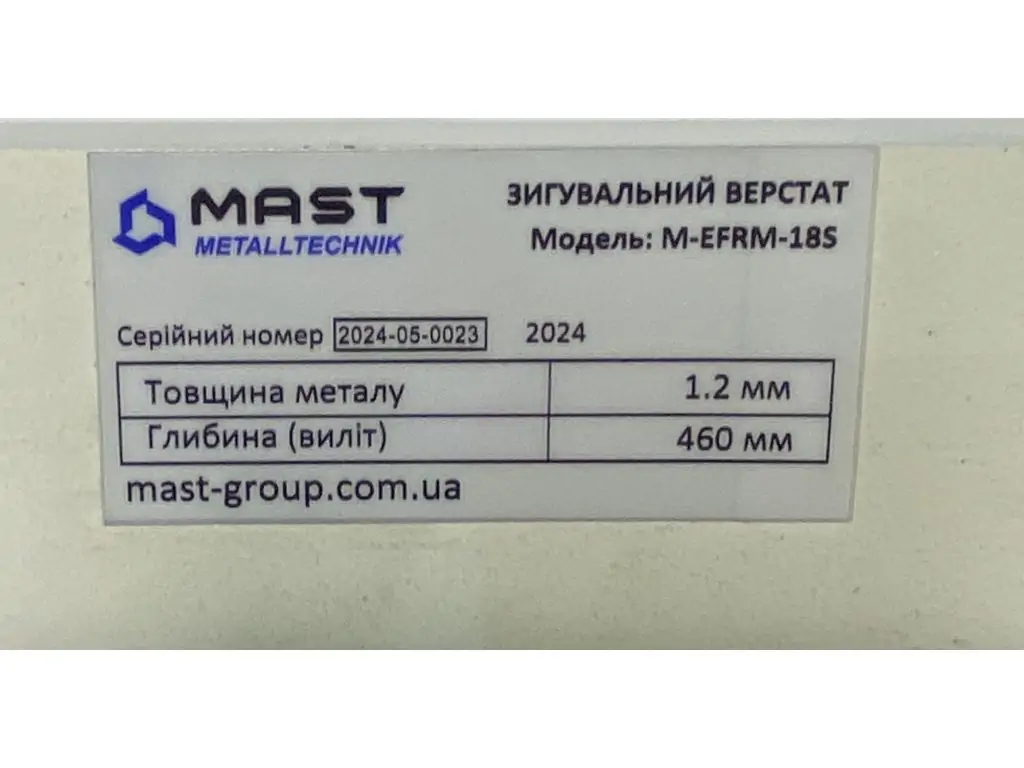 MAST
METALLTECHNIK
ЗИГУВАЛЬНИЙ ВЕРСТАТ
Модель: M-EFRM-18S
Серійний номер 2024-05-0023 2024
Товщина металу 1.2 мм
Глибина (виліт) 460 мм
mast-group.com.ua